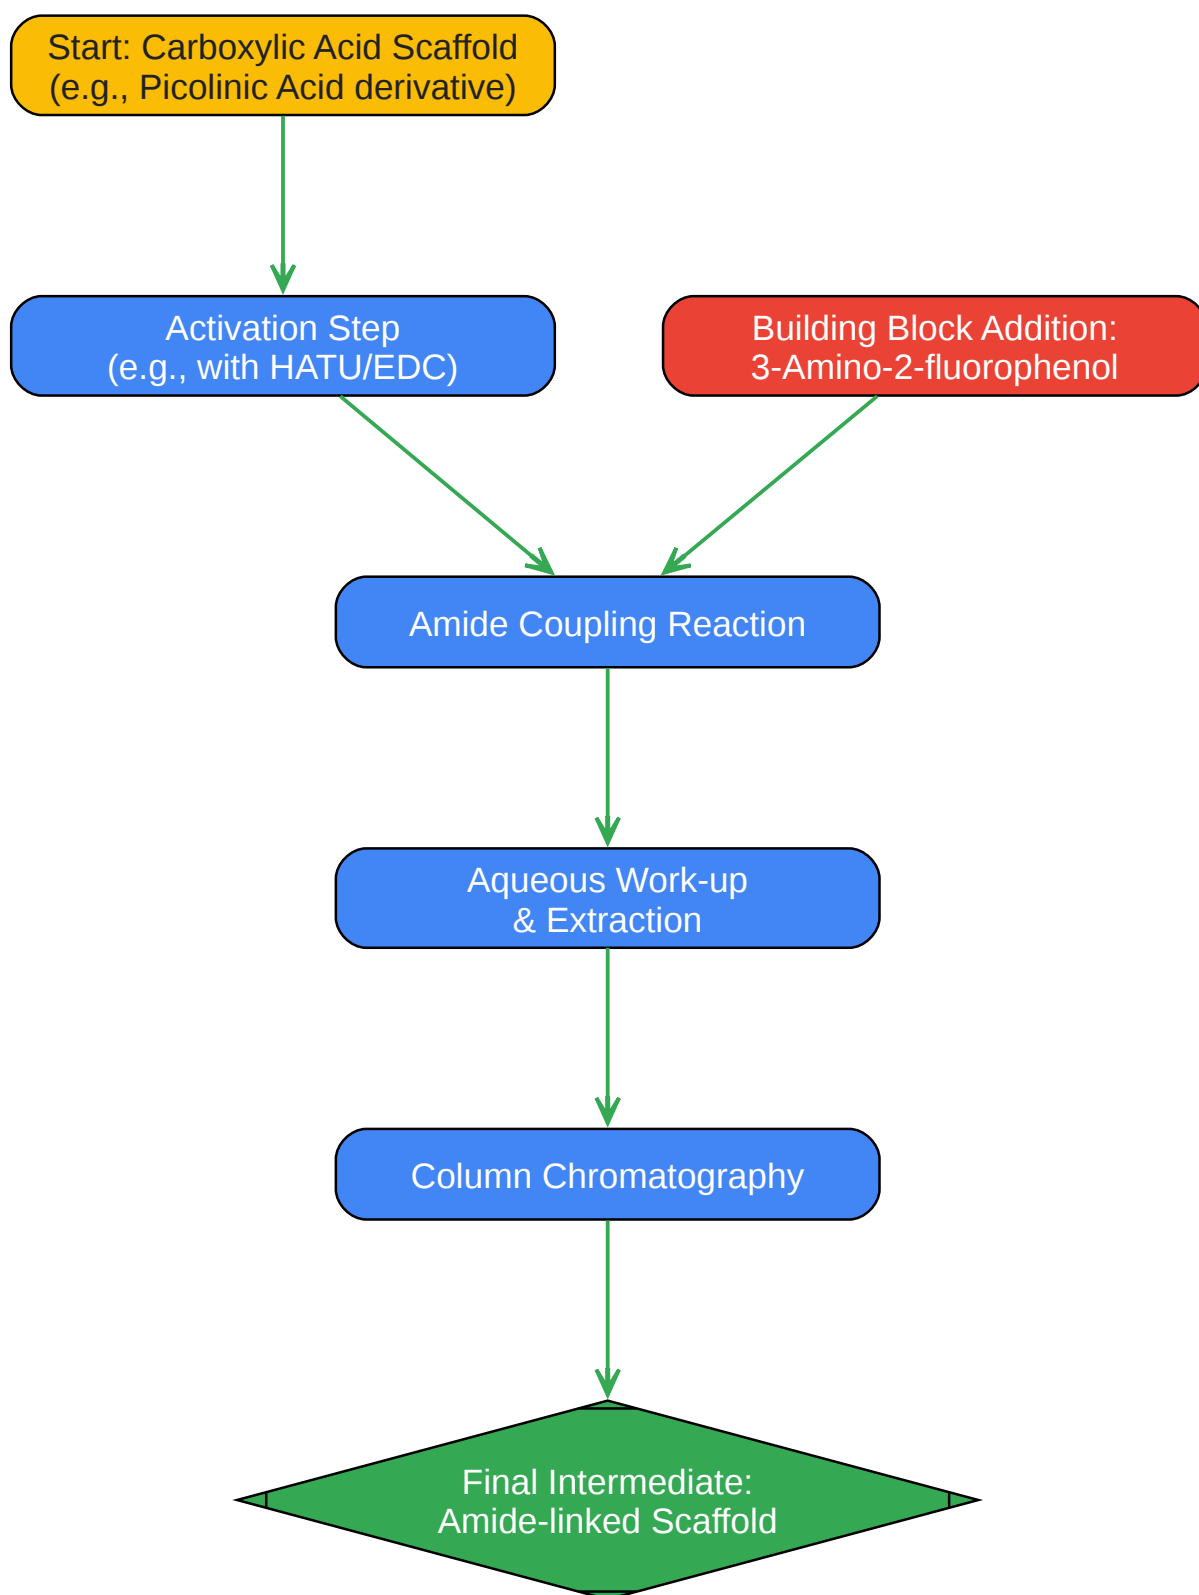 Start: Carboxylic Acid Scaffold
(e.g., Picolinic Acid derivative)
Activation Step
(e.g., with HATU/EDC)
Building Block Addition:
3-Amino-2-fluorophenol
Amide Coupling Reaction
Aqueous Work-up
& Extraction
Column Chromatography
Final Intermediate:
Amide-linked Scaffold